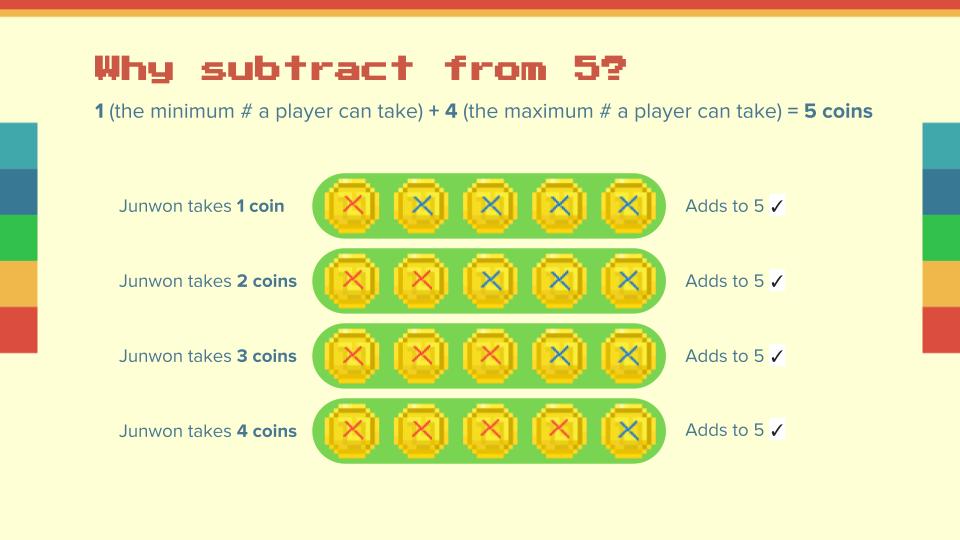 Why subtract from 5?
1 (the minimum # a player can take) + 4 (the maximum # a player can take) = 5 coins
Junwon takes 1 coin Adds to 5 ✓
Junwon takes 2 coins Adds to 5 ✓
Junwon takes 3 coins Adds to 5 ✓
Junwon takes 4 coins Adds to 5 ✓